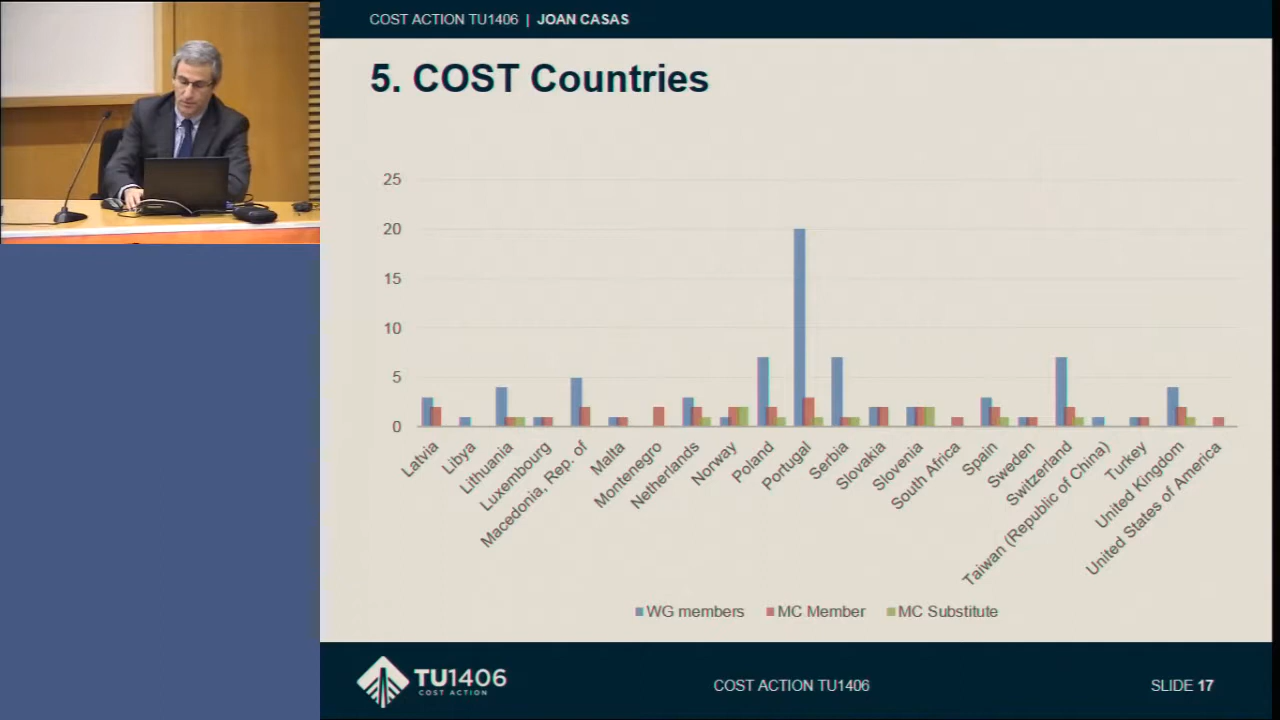 COST ACTION TU1406 | JOAN CASAS
5. COST Countries
25
20
15
10
5
0
Latvia
Libya
Lithuania
Luxembourg
Macedonia, Rep. of
Malta
Montenegro
Netherlands
Norway
Poland
Portugal
Serbia
Slovakia
Slovenia
South Africa
Spain
Sweden
Switzerland
Taiwan (Republic of China)
Turkey
United Kingdom
United States of America
WG members MC Member MC Substitute
TU1406
COST ACTION
COST ACTION TU1406
SLIDE 17